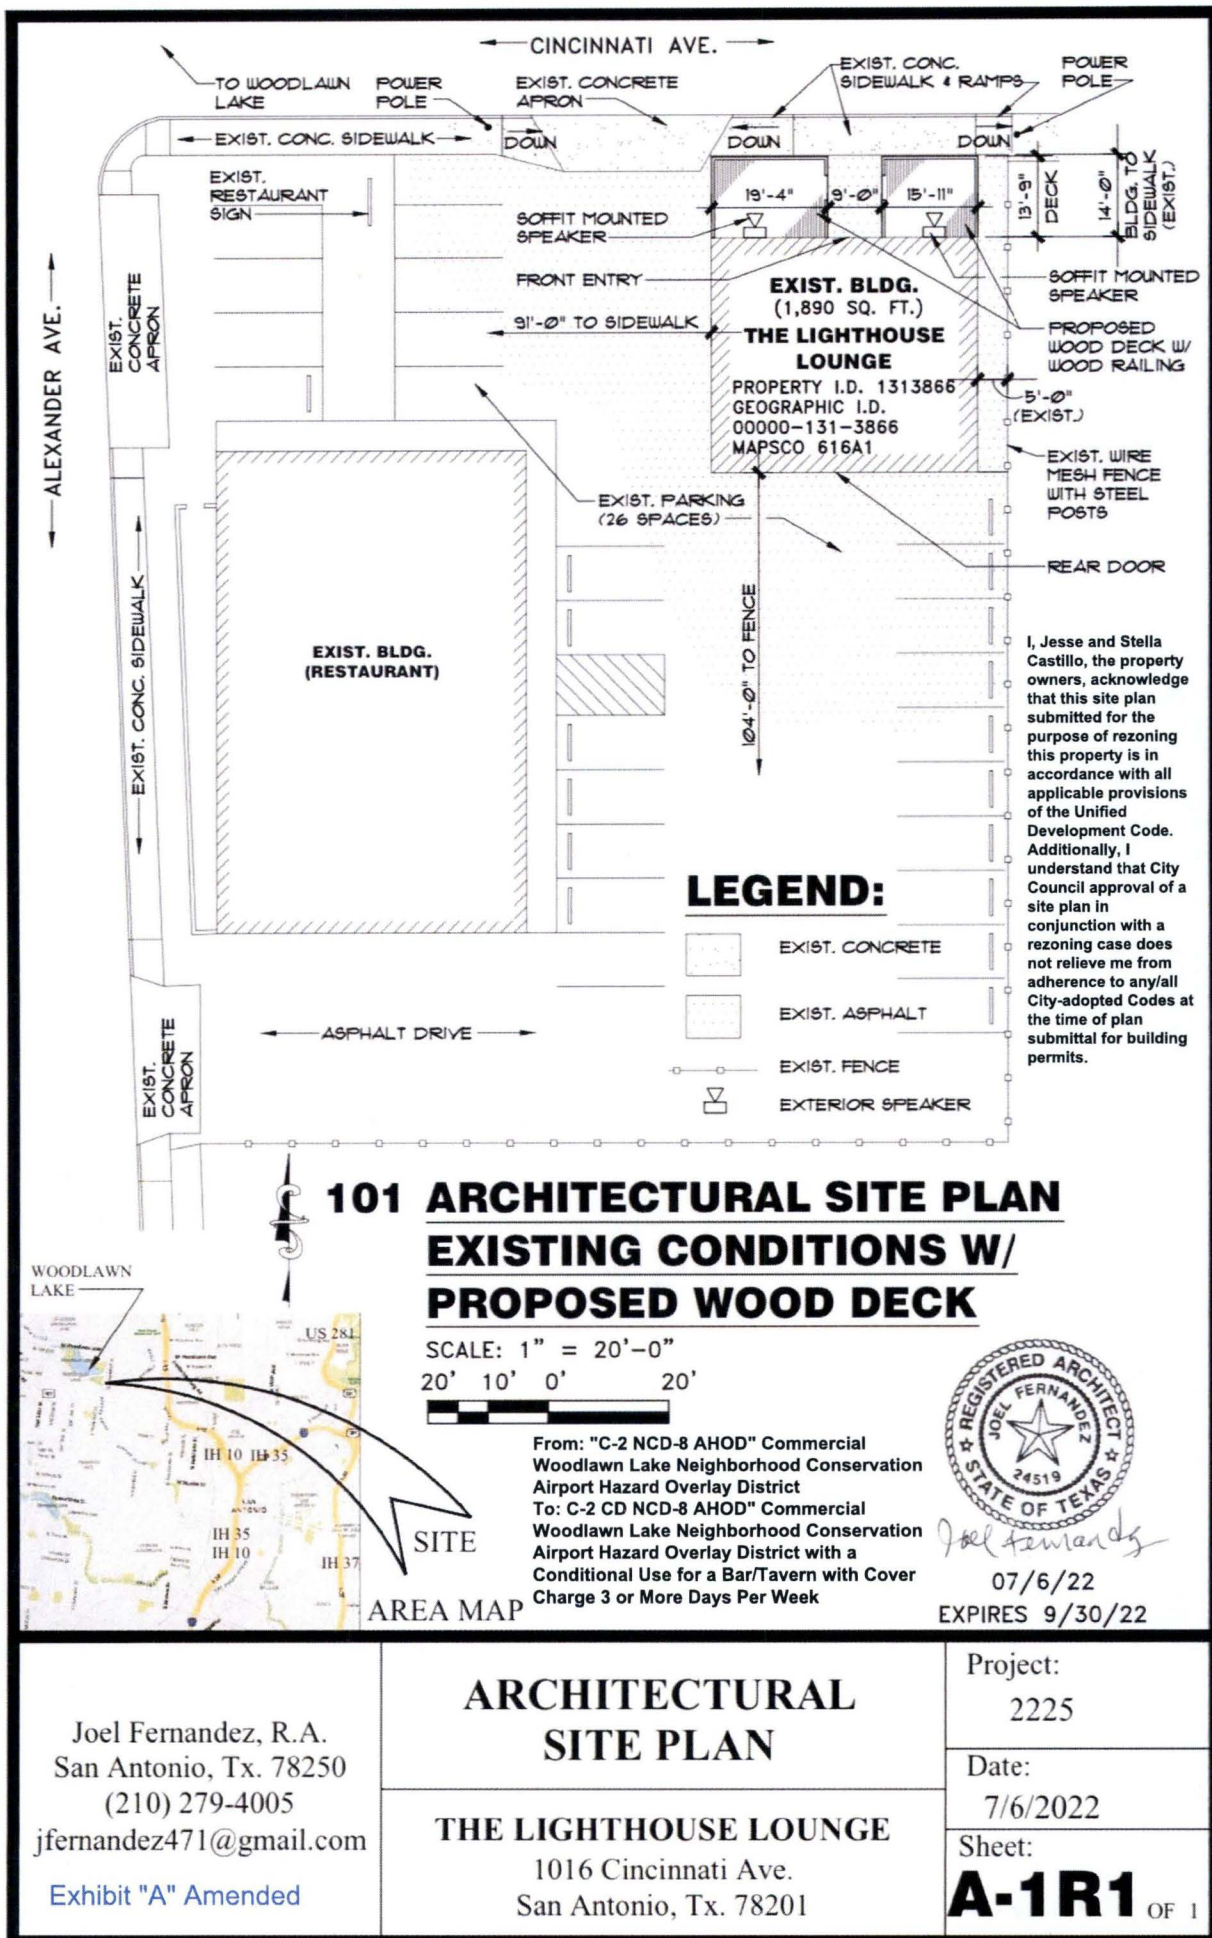 CINCINNATI AVE.
TO WOODLAWN
LAKE
POWER
POLE
EXIST. CONCRETE
APRON
EXIST. CONC.
SIDEWALK & RAMPS
POWER
POLE
EXIST. CONC. SIDEWALK
DOWN
DOWN
DOWN
EXIST.
RESTAURANT
SIGN
19'-4"
9'-0"
15'-11"
13'-9"
DECK
14'-0"
BLDG. TO
SIDEWALK
(EXIST.)
SOFFIT MOUNTED
SPEAKER
FRONT ENTRY
91'-0" TO SIDEWALK
EXIST. BLDG.
(1,890 SQ. FT.)
THE LIGHTHOUSE
LOUNGE
PROPERTY I.D. 1313866
GEOGRAPHIC I.D.
00000-131-3866
MAPSCO 616A1
SOFFIT MOUNTED
SPEAKER
PROPOSED
WOOD DECK W/
WOOD RAILING
5'-0"
(EXIST.)
EXIST. WIRE
MESH FENCE
WITH STEEL
POSTS
REAR DOOR
ALEXANDER AVE.
EXIST.
CONCRETE
APRON
EXIST. PARKING
(26 SPACES)
EXIST. CONC. SIDEWALK
EXIST. BLDG.
(RESTAURANT)
104'-0" TO FENCE
I, Jesse and Stella
Castillo, the property
owners, acknowledge
that this site plan
submitted for the
purpose of rezoning
this property is in
accordance with all
applicable provisions
of the Unified
Development Code.
Additionally, I
understand that City
Council approval of a
site plan in
conjunction with a
rezoning case does
not relieve me from
adherence to any/all
City-adopted Codes at
the time of plan
submittal for building
permits.
LEGEND:
EXIST. CONCRETE
EXIST. ASPHALT
EXIST. FENCE
EXTERIOR SPEAKER
ASPHALT DRIVE
EXIST.
CONCRETE
APRON
101 ARCHITECTURAL SITE PLAN
EXISTING CONDITIONS W/
PROPOSED WOOD DECK
SCALE: 1" = 20'-0"
20' 10' 0' 20'
WOODLAWN
LAKE
US 281
IH 10 IH 35
SAN
ANTONIO
IH 35
IH 10
IH 37
SITE
AREA MAP
From: "C-2 NCD-8 AHOD" Commercial
Woodlawn Lake Neighborhood Conservation
Airport Hazard Overlay District
To: C-2 CD NCD-8 AHOD" Commercial
Woodlawn Lake Neighborhood Conservation
Airport Hazard Overlay District with a
Conditional Use for a Bar/Tavern with Cover
Charge 3 or More Days Per Week
REGISTERED ARCHITECT
JOEL FERNANDEZ
24519
STATE OF TEXAS
Joel Fernandez
07/6/22
EXPIRES 9/30/22
Joel Fernandez, R.A.
San Antonio, Tx. 78250
(210) 279-4005
jfernandez471@gmail.com
Exhibit "A" Amended
ARCHITECTURAL
SITE PLAN
THE LIGHTHOUSE LOUNGE
1016 Cincinnati Ave.
San Antonio, Tx. 78201
Project:
2225
Date:
7/6/2022
Sheet:
A-1R1 OF 1